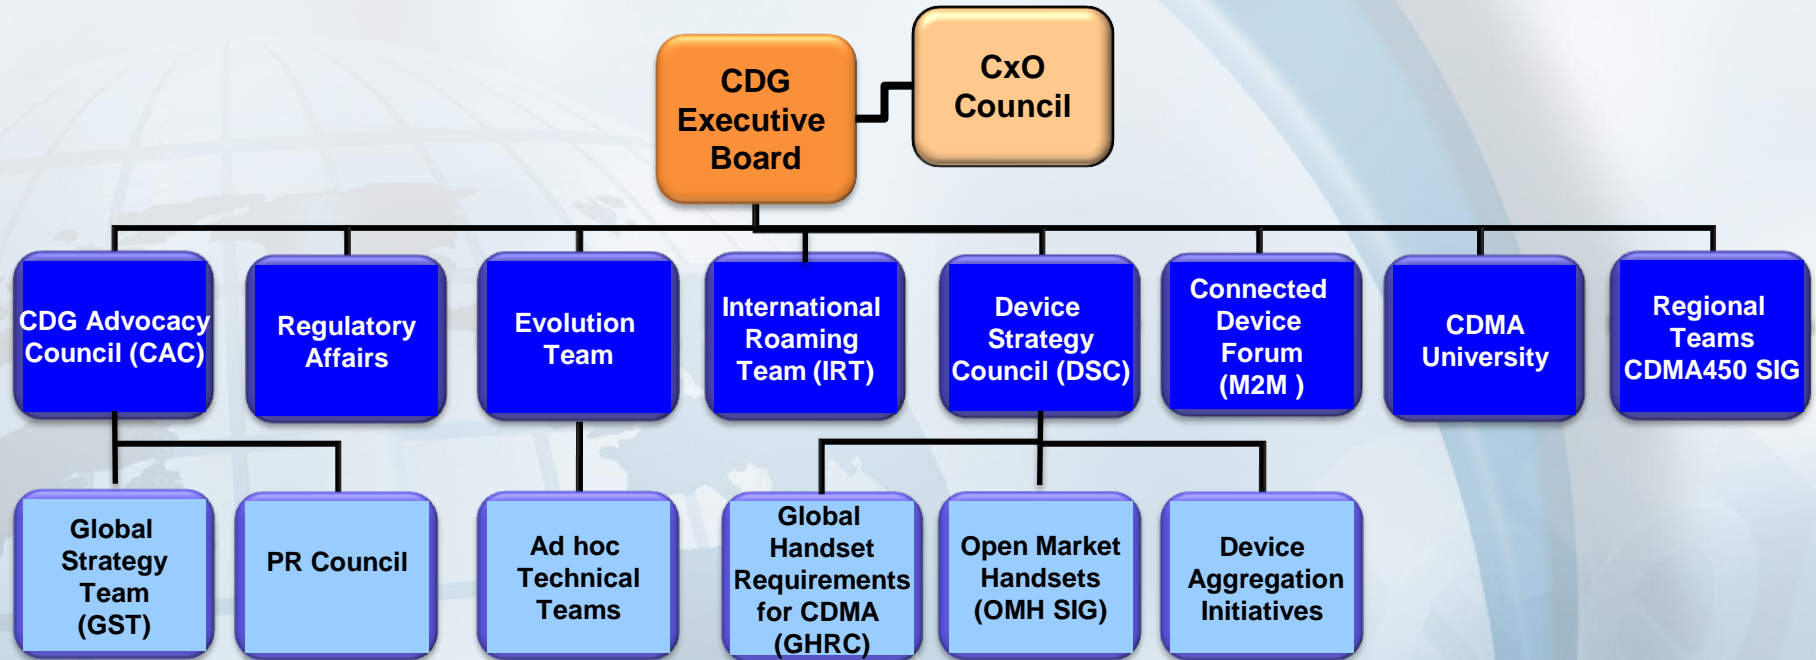 CDG
Executive
Board
CxO
Council
CDG Advocacy
Council (CAC)
Regulatory
Affairs
Evolution
Team
International
Roaming
Team (IRT)
Device
Strategy
Council (DSC)
Connected
Device
Forum
(M2M )
CDMA
University
Regional
Teams
CDMA450 SIG
Global
Strategy
Team
(GST)
PR Council
Ad hoc
Technical
Teams
Global
Handset
Requirements
for CDMA
(GHRC)
Open Market
Handsets
(OMH SIG)
Device
Aggregation
Initiatives